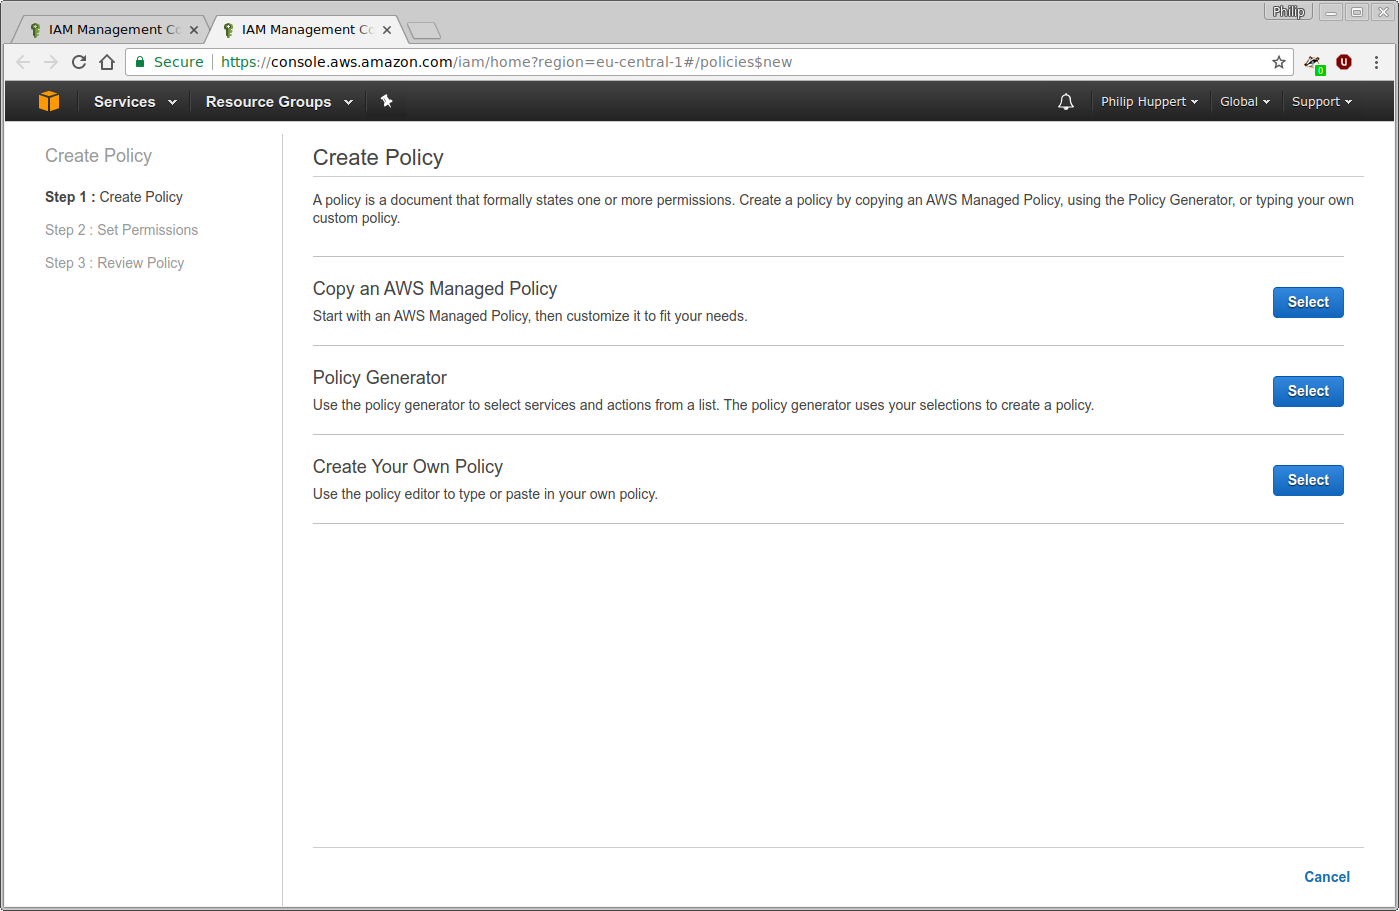 Philip
IAM Management Co
IAM Management Co
Secure
https://console.aws.amazon.com/iam/home?region=eu-central-1#/policies$new
0
Services
Resource Groups
Philip Huppert
Global
Support
Create Policy
Step 1 : Create Policy
Step 2 : Set Permissions
Step 3 : Review Policy
Create Policy
A policy is a document that formally states one or more permissions. Create a policy by copying an AWS Managed Policy, using the Policy Generator, or typing your own
custom policy.
Copy an AWS Managed Policy
Start with an AWS Managed Policy, then customize it to fit your needs.
Select
Policy Generator
Use the policy generator to select services and actions from a list. The policy generator uses your selections to create a policy.
Select
Create Your Own Policy
Use the policy editor to type or paste in your own policy.
Select
Cancel